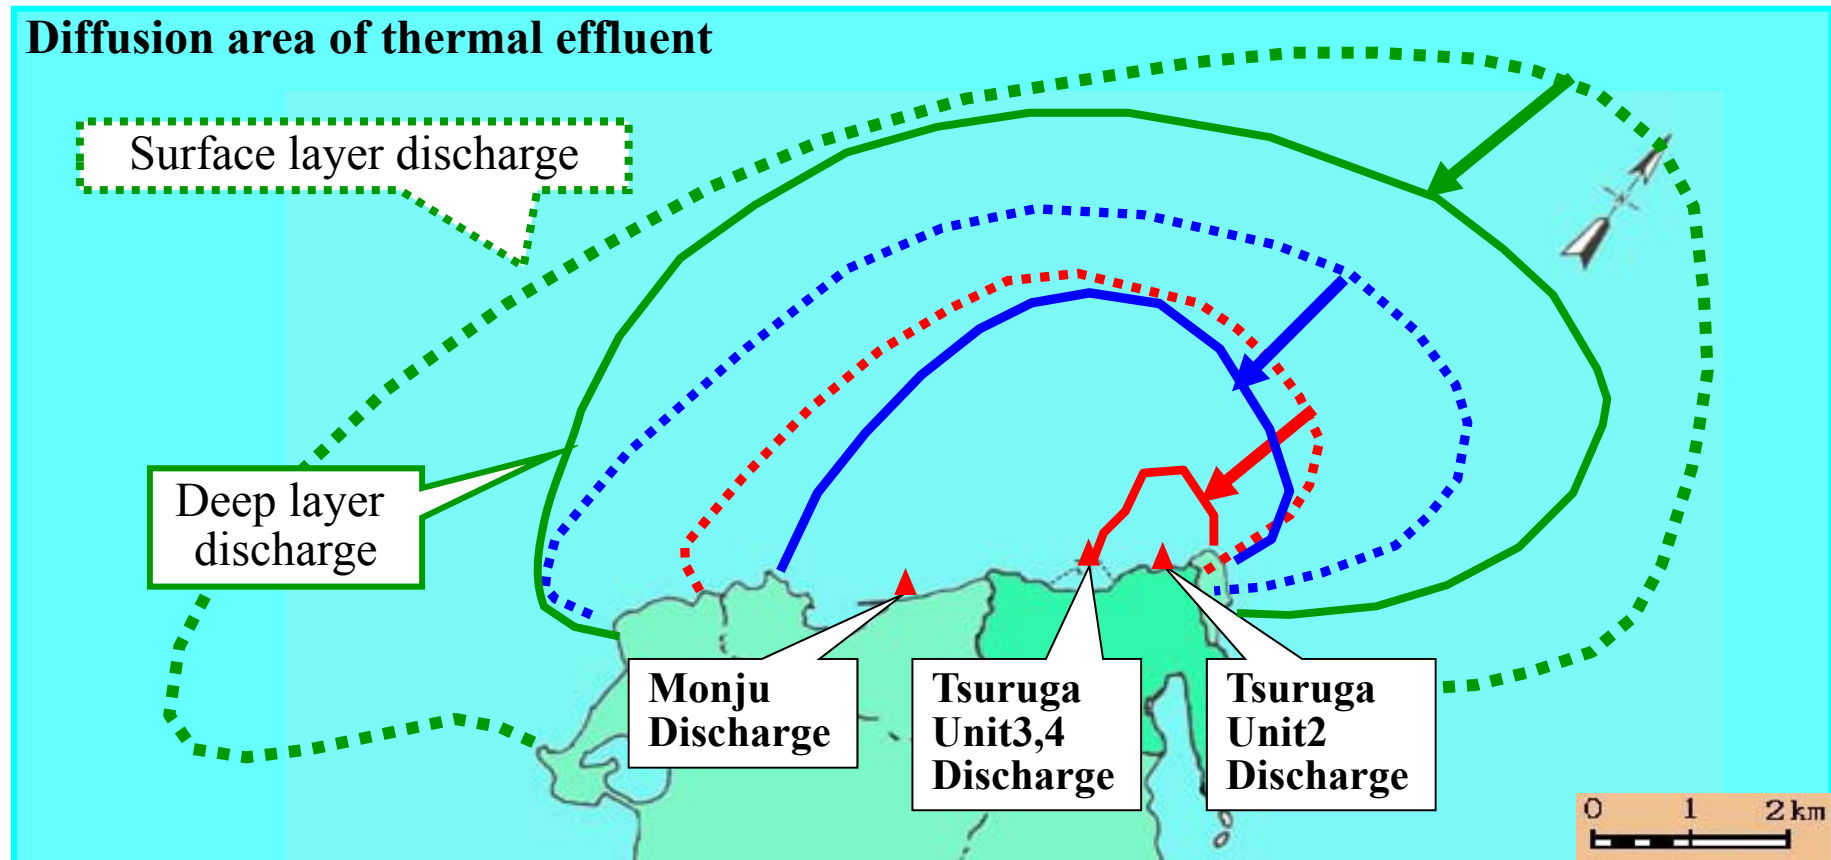 Diffusion area of thermal effluent
Surface layer discharge
Deep layer
discharge
Monju
Discharge
Tsuruga
Unit3,4
Discharge
Tsuruga
Unit2
Discharge
0 1 2km